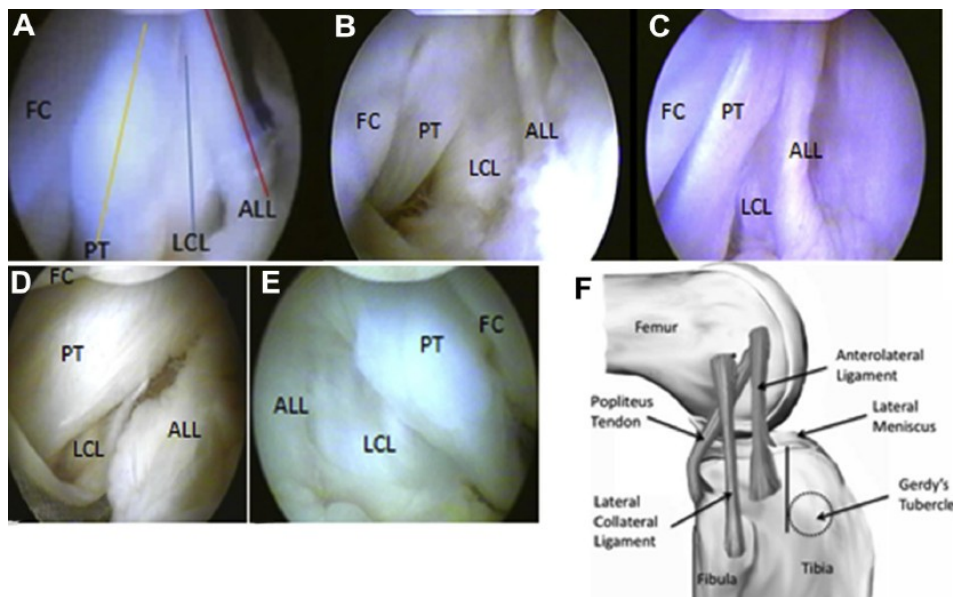 A
FC
PT
LCL
ALL
B
FC
PT
LCL
ALL
C
FC
PT
LCL
ALL
D
FC
PT
LCL
ALL
E
FC
PT
LCL
ALL
F
Femur
Anterolateral
Ligament
Popliteus
Tendon
Lateral
Meniscus
Gerdy's
Tubercle
Lateral
Collateral
Ligament
Fibula
Tibia